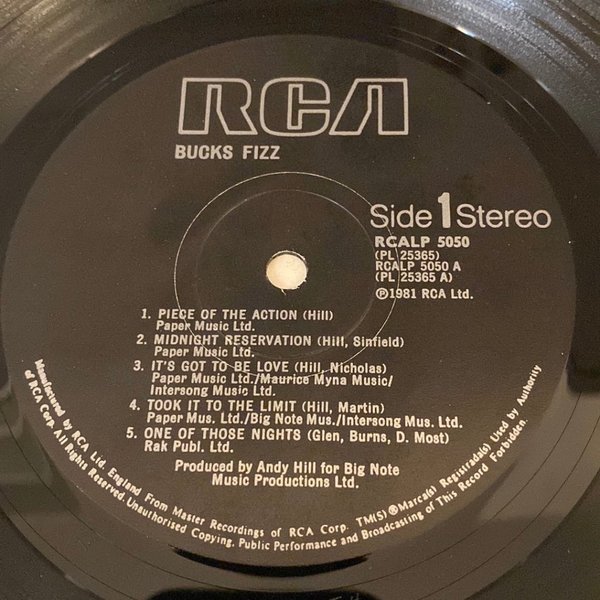 RCA
BUCKS FIZZ
Side 1 Stereo
RCALP 5050
(PL 25365)
RCALP 5050 A
(PL 25365 A)
℗1981 RCA Ltd.
1. PIECE OF THE ACTION (Hill)
Paper Music Ltd.
2. MIDNIGHT RESERVATION (Hill, Sinfield)
Paper Music Ltd.
3. IT'S GOT TO BE LOVE (Hill, Nicholas)
Paper Music Ltd./Maurice Myna Music/
Intersong Music Ltd.
4. TOOK IT TO THE LIMIT (Hill, Martin)
Paper Mus. Ltd./Big Note Mus./Intersong Mus. Ltd.
5. ONE OF THOSE NIGHTS (Glen, Burns, D. Most)
Rak Publ. Ltd.
Produced by Andy Hill for Big Note
Music Productions Ltd.
Manufactured by RCA Ltd. England From Master Recordings of RCA Corp. TM(S)®Marca(s) Registrada(s) Used by Authority
of RCA Corp. All Rights Reserved. Unauthorised Copying, Public Performance and Broadcasting of This Record Forbidden.